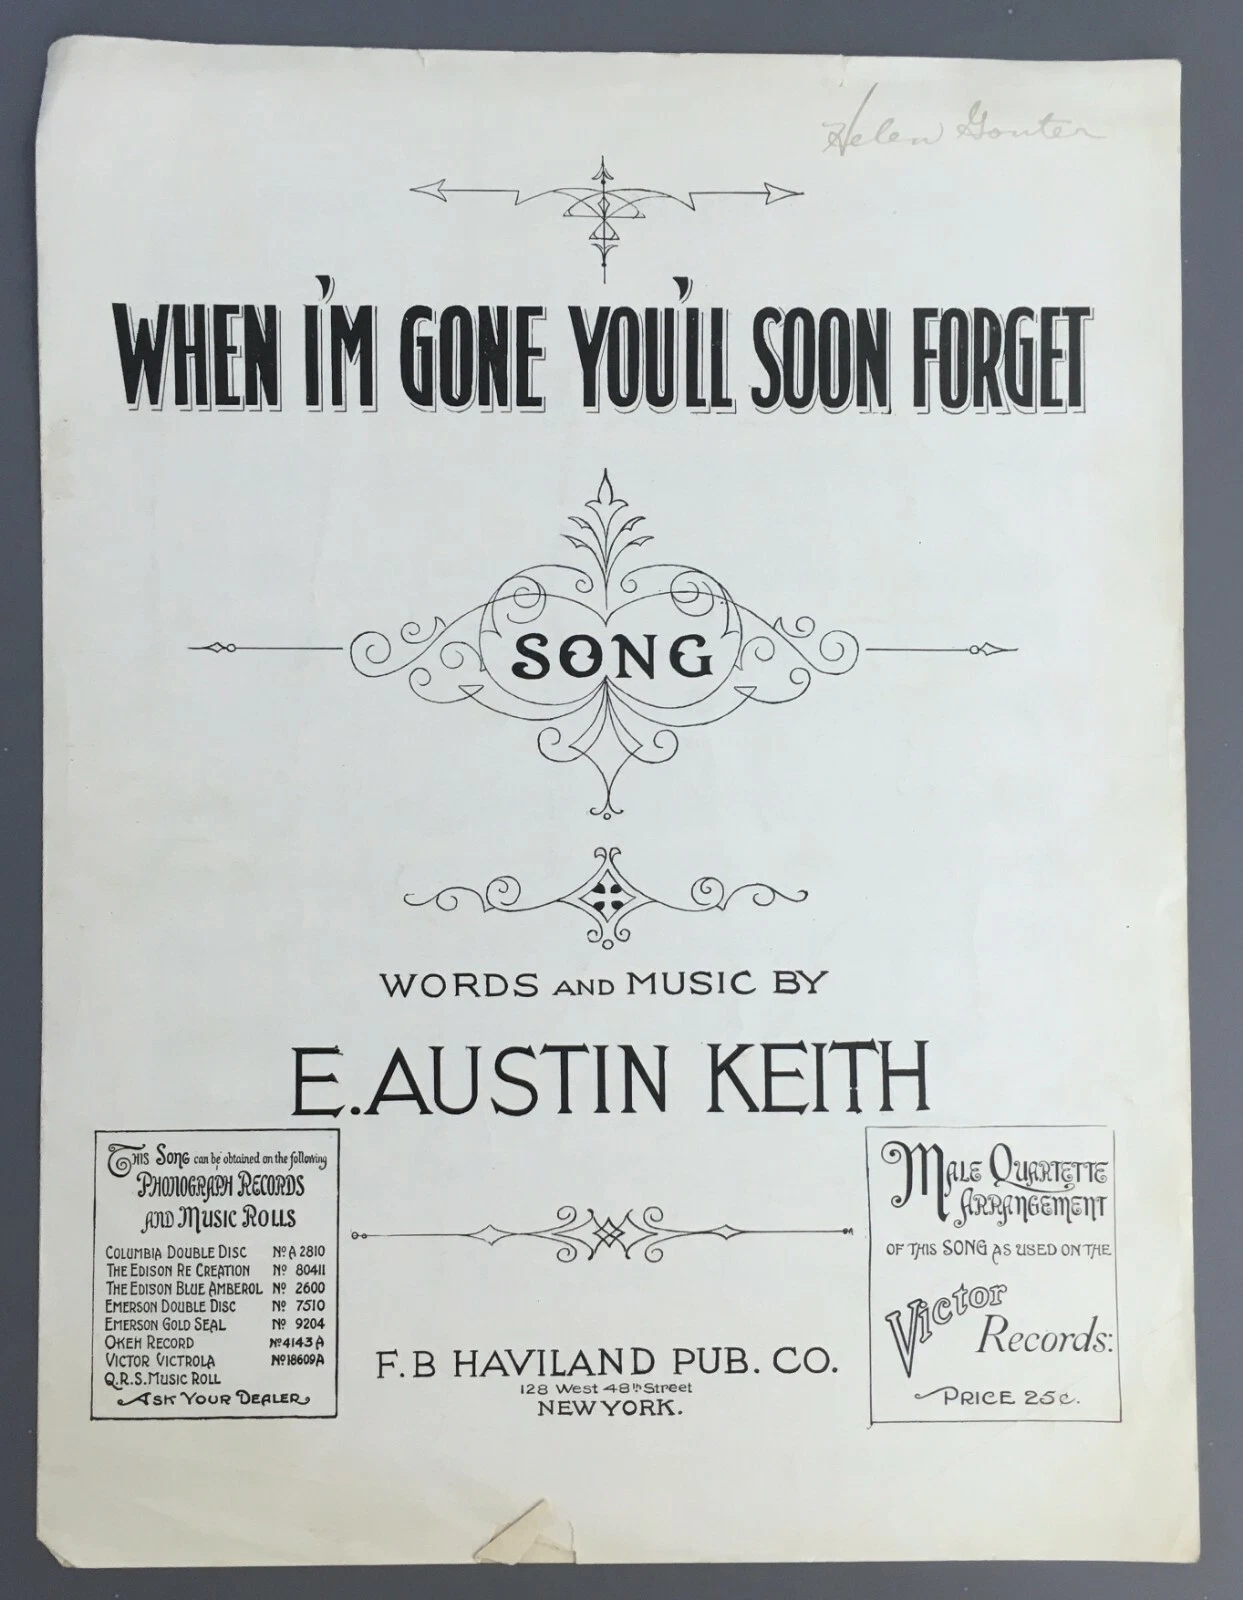 Helen Gonter
WHEN I'M GONE YOU'LL SOON FORGET
SONG
WORDS AND MUSIC BY
E. AUSTIN KEITH
THIS SONG can be obtained on the following
PHONOGRAPH RECORDS
AND MUSIC ROLLS
COLUMBIA DOUBLE DISC No A 2810
THE EDISON RE CREATION No 80411
THE EDISON BLUE AMBEROL No 2600
EMERSON DOUBLE DISC No 7510
EMERSON GOLD SEAL No 9204
OKEH RECORD No 4143 A
VICTOR VICTROLA No 18609A
Q.R.S. MUSIC ROLL
ASK YOUR DEALER
F. B HAVILAND PUB. CO.
128 West 48th Street
NEW YORK.
MALE QUARTETTE
ARRANGEMENT
OF THIS SONG AS USED ON THE
Victor
Records:
PRICE 25c.